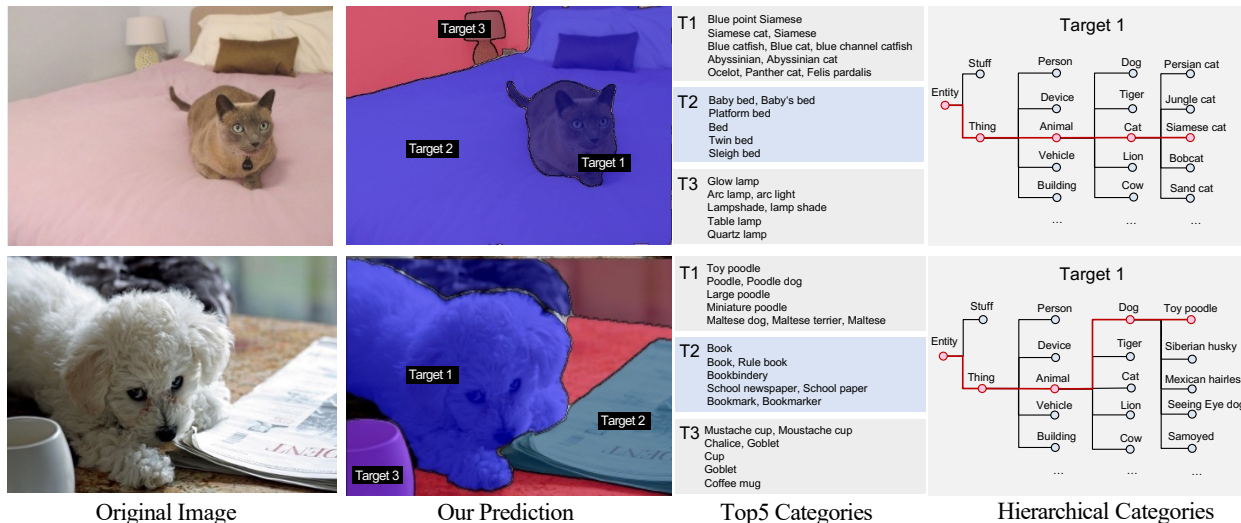 Target 3
Target 2
Target 1
T1
Blue point Siamese
Siamese cat, Siamese
Blue catfish, Blue cat, blue channel catfish
Abyssinian, Abyssinian cat
Ocelot, Panther cat, Felis pardalis
T2
Baby bed, Baby's bed
Platform bed
Bed
Twin bed
Sleigh bed
T3
Glow lamp
Arc lamp, arc light
Lampshade, lamp shade
Table lamp
Quartz lamp
Target 1
Entity
Stuff
Thing
Person
Device
Animal
Vehicle
Building
...
Dog
Tiger
Cat
Lion
Cow
...
Persian cat
Jungle cat
Siamese cat
Bobcat
Sand cat
...
Target 1
Target 2
Target 3
T1
Toy poodle
Poodle, Poodle dog
Large poodle
Miniature poodle
Maltese dog, Maltese terrier, Maltese
T2
Book
Book, Rule book
Bookbindery
School newspaper, School paper
Bookmark, Bookmarker
T3
Mustache cup, Moustache cup
Chalice, Goblet
Cup
Goblet
Coffee mug
Target 1
Entity
Stuff
Thing
Person
Device
Animal
Vehicle
Building
...
Dog
Tiger
Cat
Lion
Cow
...
Toy poodle
Siberian husky
Mexican hairless
Seeing Eye dog
Samoyed
...
Original Image
Our Prediction
Top5 Categories
Hierarchical Categories